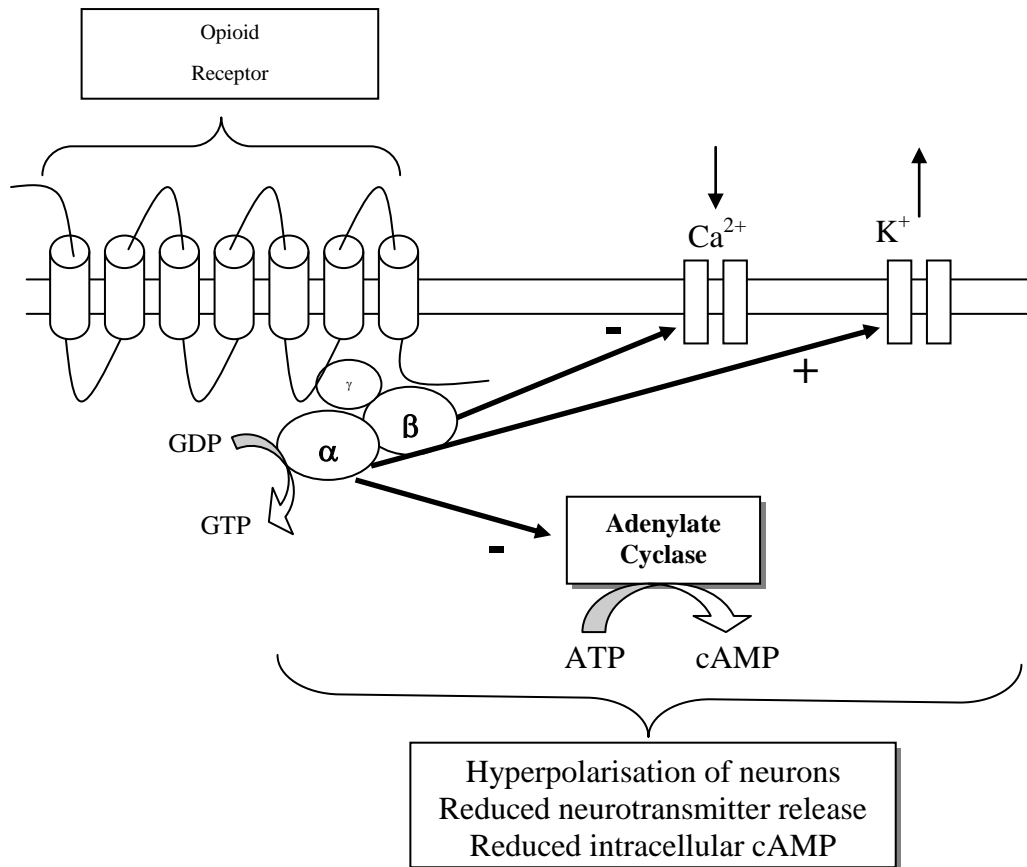 Opioid
Receptor
Ca²⁺
K⁺
-
+
γ
β
α
GDP
GTP
-
Adenylate
Cyclase
ATP cAMP
Hyperpolarisation of neurons
Reduced neurotransmitter release
Reduced intracellular cAMP